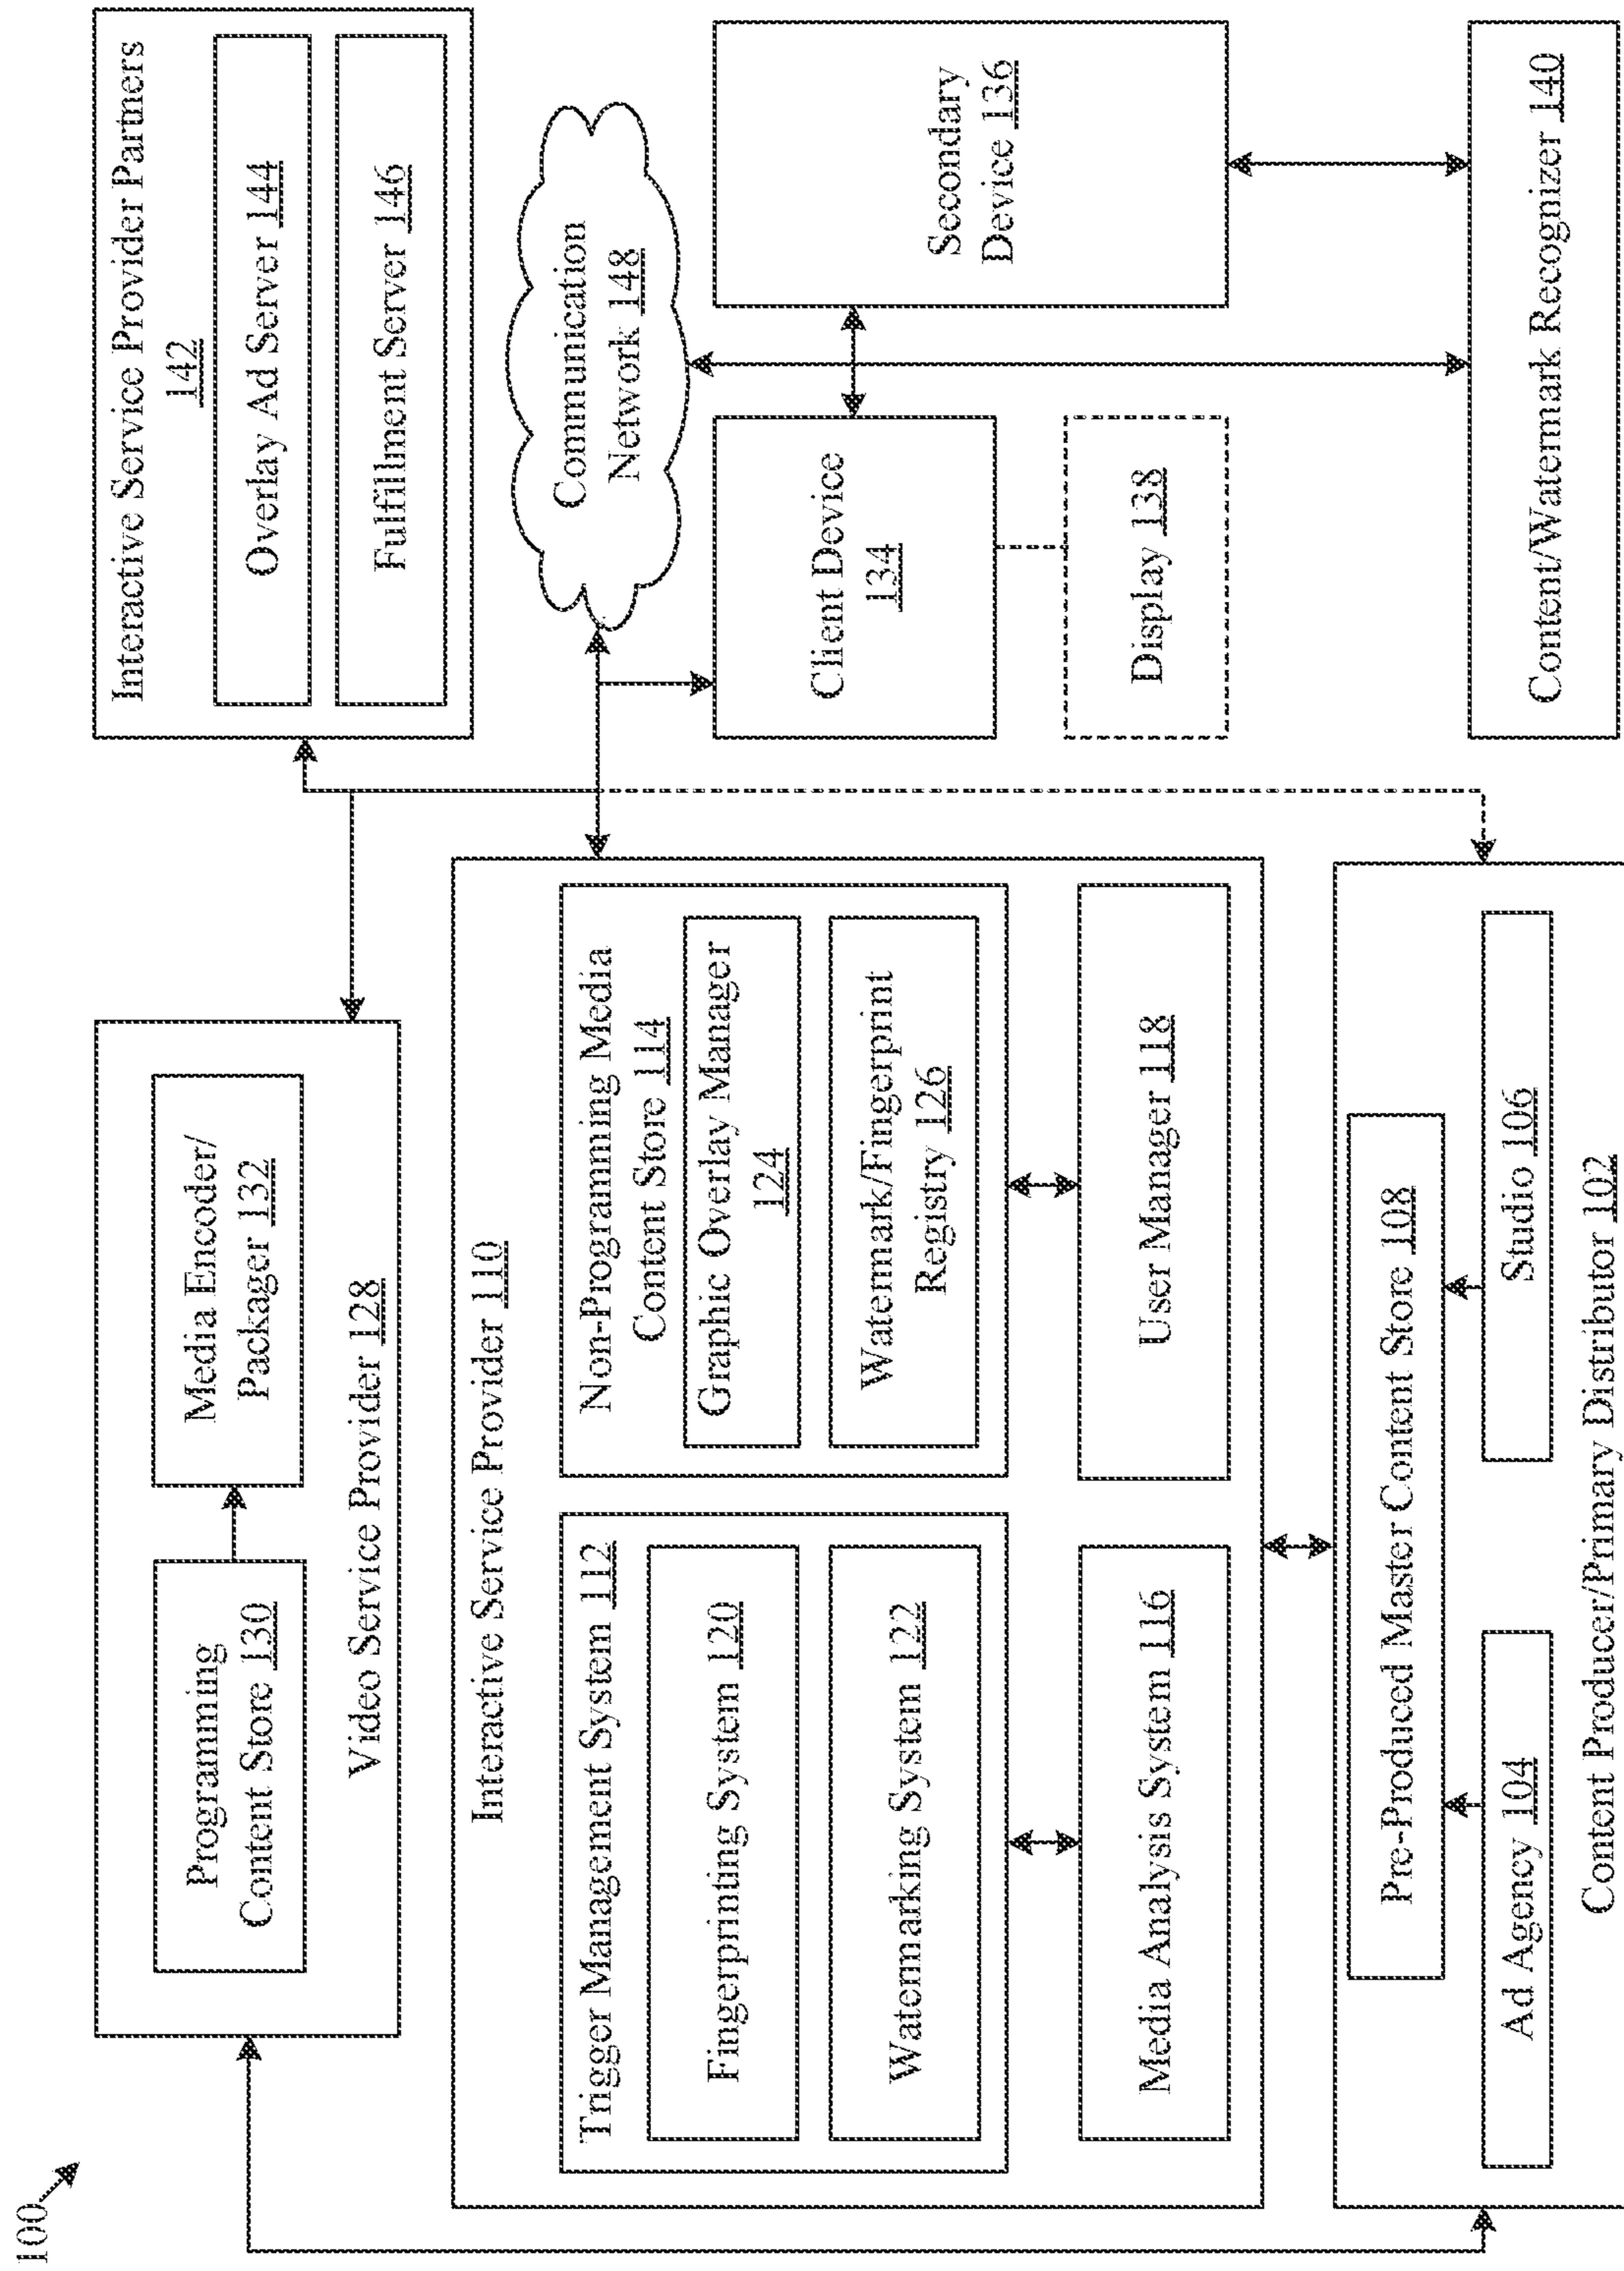 100
Programming
Content Store 130
Media Encoder/
Packager 132
Video Service Provider 128
Interactive Service Provider Partners
142
Overlay Ad Server 144
Fulfillment Server 146
Interactive Service Provider 110
Trigger Management System 112
Fingerprinting System 120
Watermarking System 122
Media Analysis System 116
Non-Programming Media
Content Store 114
Graphic Overlay Manager
124
Watermark/Fingerprint
Registry 126
User Manager 118
Communication
Network 148
Client Device
134
Secondary
Device 136
Display 138
Pre-Produced Master Content Store 108
Ad Agency 104
Studio 106
Content Producer/Primary Distributor 102
Content/Watermark Recognizer 140